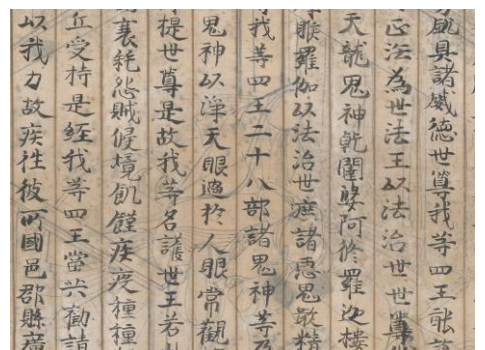 具諸威德世尊我等四王能說
正法為世法王以法治世世尊
天龍鬼神乾闥婆阿修羅迦樓
睺羅伽以法治世遮諸惡鬼噉精
我等四王二十八部諸鬼神等及
鬼神以淨天眼過於人眼常觀
提世尊是故我等名護世王若
衰耗怨賊侵境飢饉疾疫種種
丘受持是經我等四王當共勸請
以我力故疾往彼所國邑郡縣廣